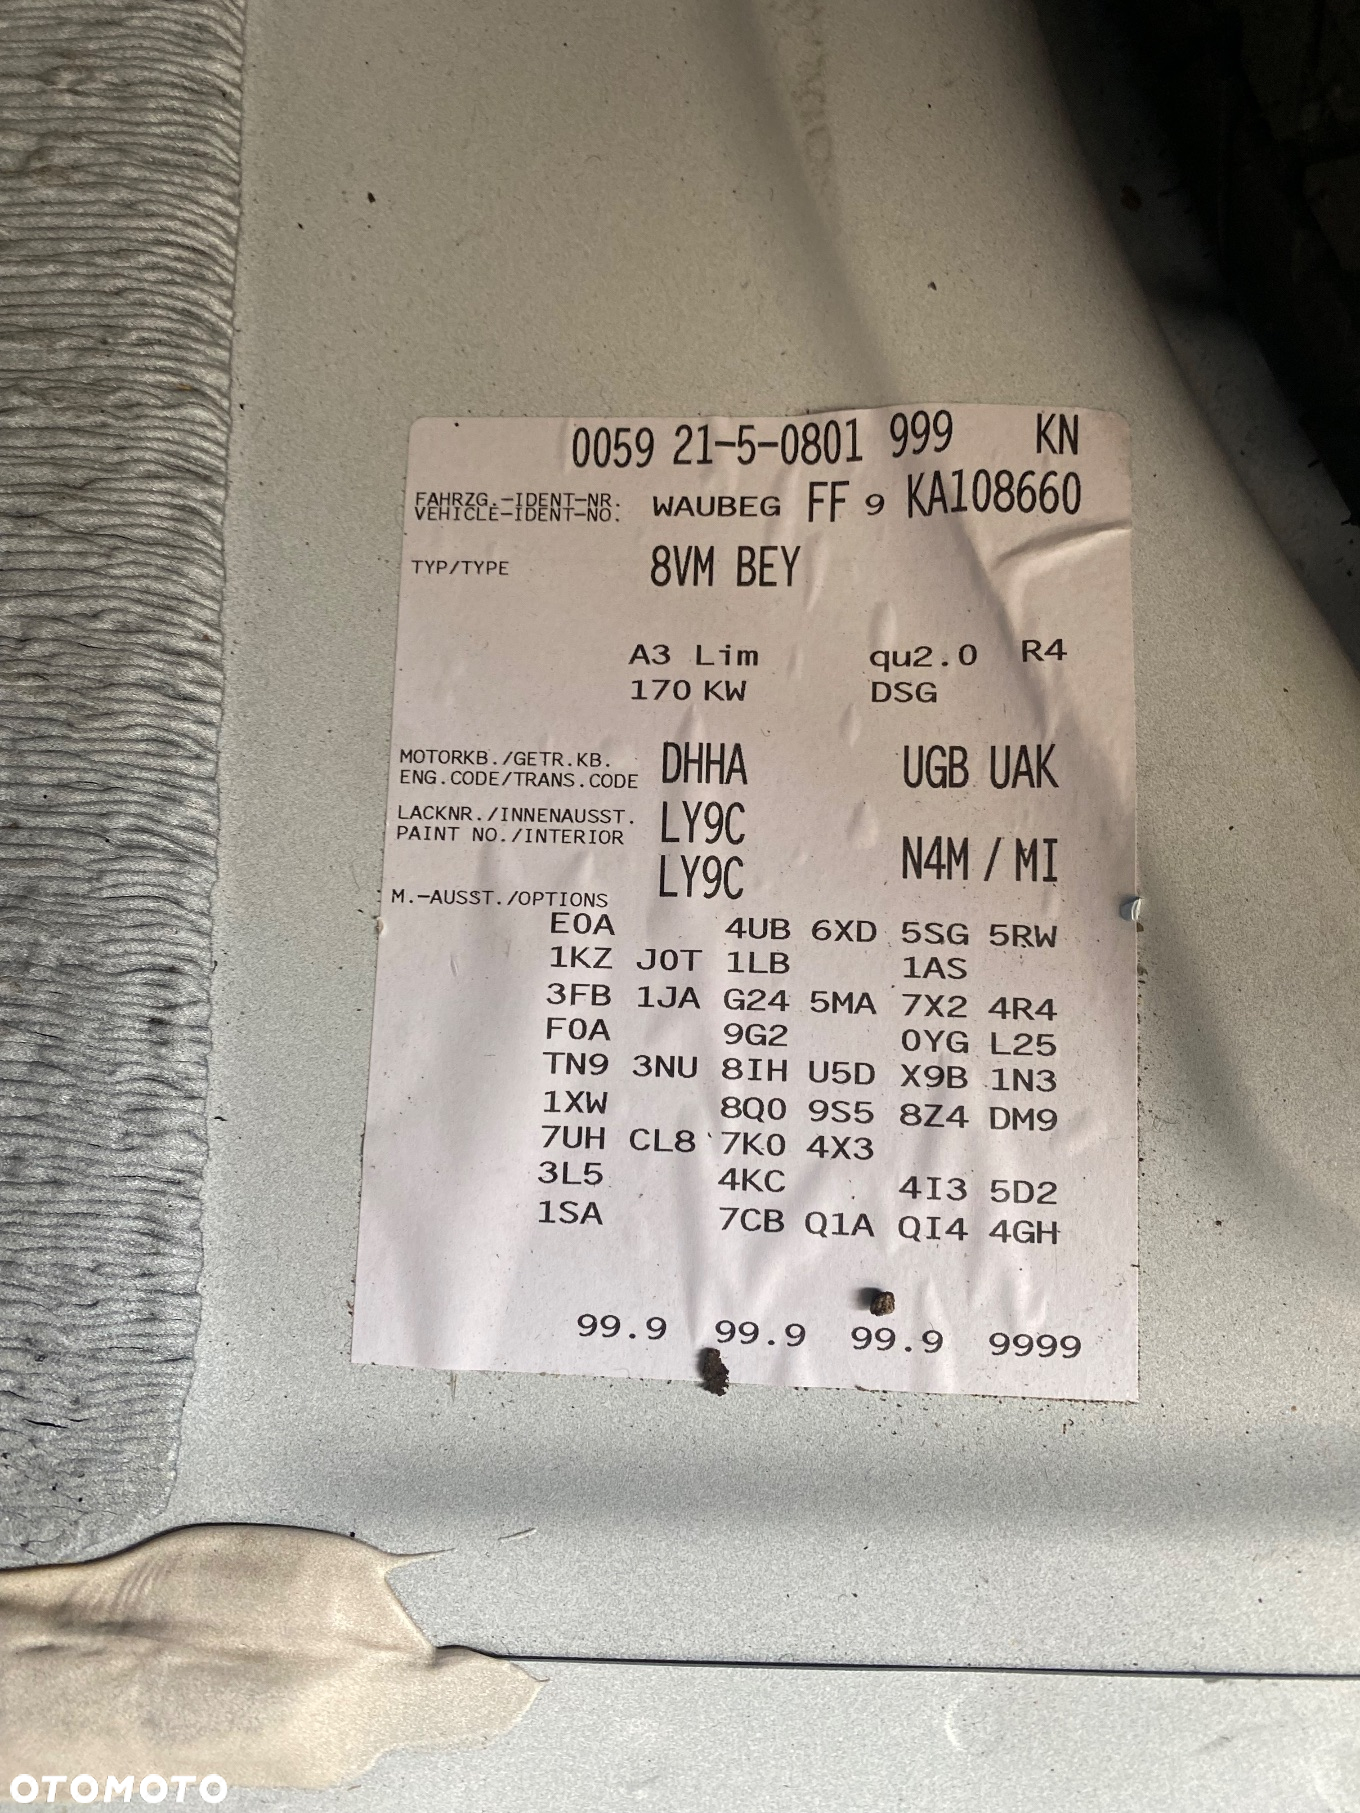 0059 21-5-0801 999 KN
FAHRZG.-IDENT-NR.
VEHICLE-IDENT-NO. WAUBEG FF 9 KA108660
TYP/TYPE 8VM BEY
A3 Lim qu2.0 R4
170 KW DSG
MOTORKB./GETR.KB.
ENG.CODE/TRANS.CODE DHHA UGB UAK
LACKNR./INNENAUSST. LY9C
PAINT NO./INTERIOR
LY9C N4M / MI
M.-AUSST./OPTIONS
E0A 4UB 6XD 5SG 5RW
1KZ J0T 1LB 1AS
3FB 1JA G24 5MA 7X2 4R4
F0A 9G2 0YG L25
TN9 3NU 8IH U5D X9B 1N3
1XW 8Q0 9S5 8Z4 DM9
7UH CL8 7K0 4X3
3L5 4KC 4I3 5D2
1SA 7CB Q1A QI4 4GH
99.9 99.9 99.9 9999
OTOMOTO